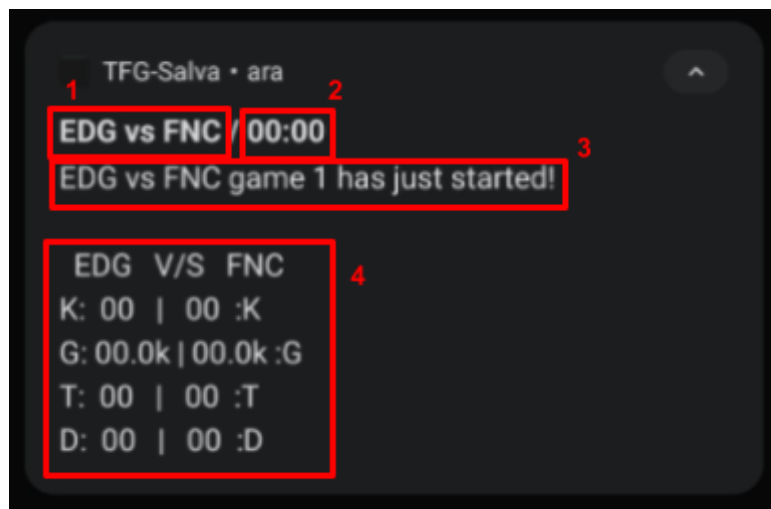 TFG-Salva • ara
1 2
EDG vs FNC / 00:00
3
EDG vs FNC game 1 has just started!
EDG V/S FNC
4
K: 00 | 00 :K
G: 00.0k | 00.0k :G
T: 00 | 00 :T
D: 00 | 00 :D